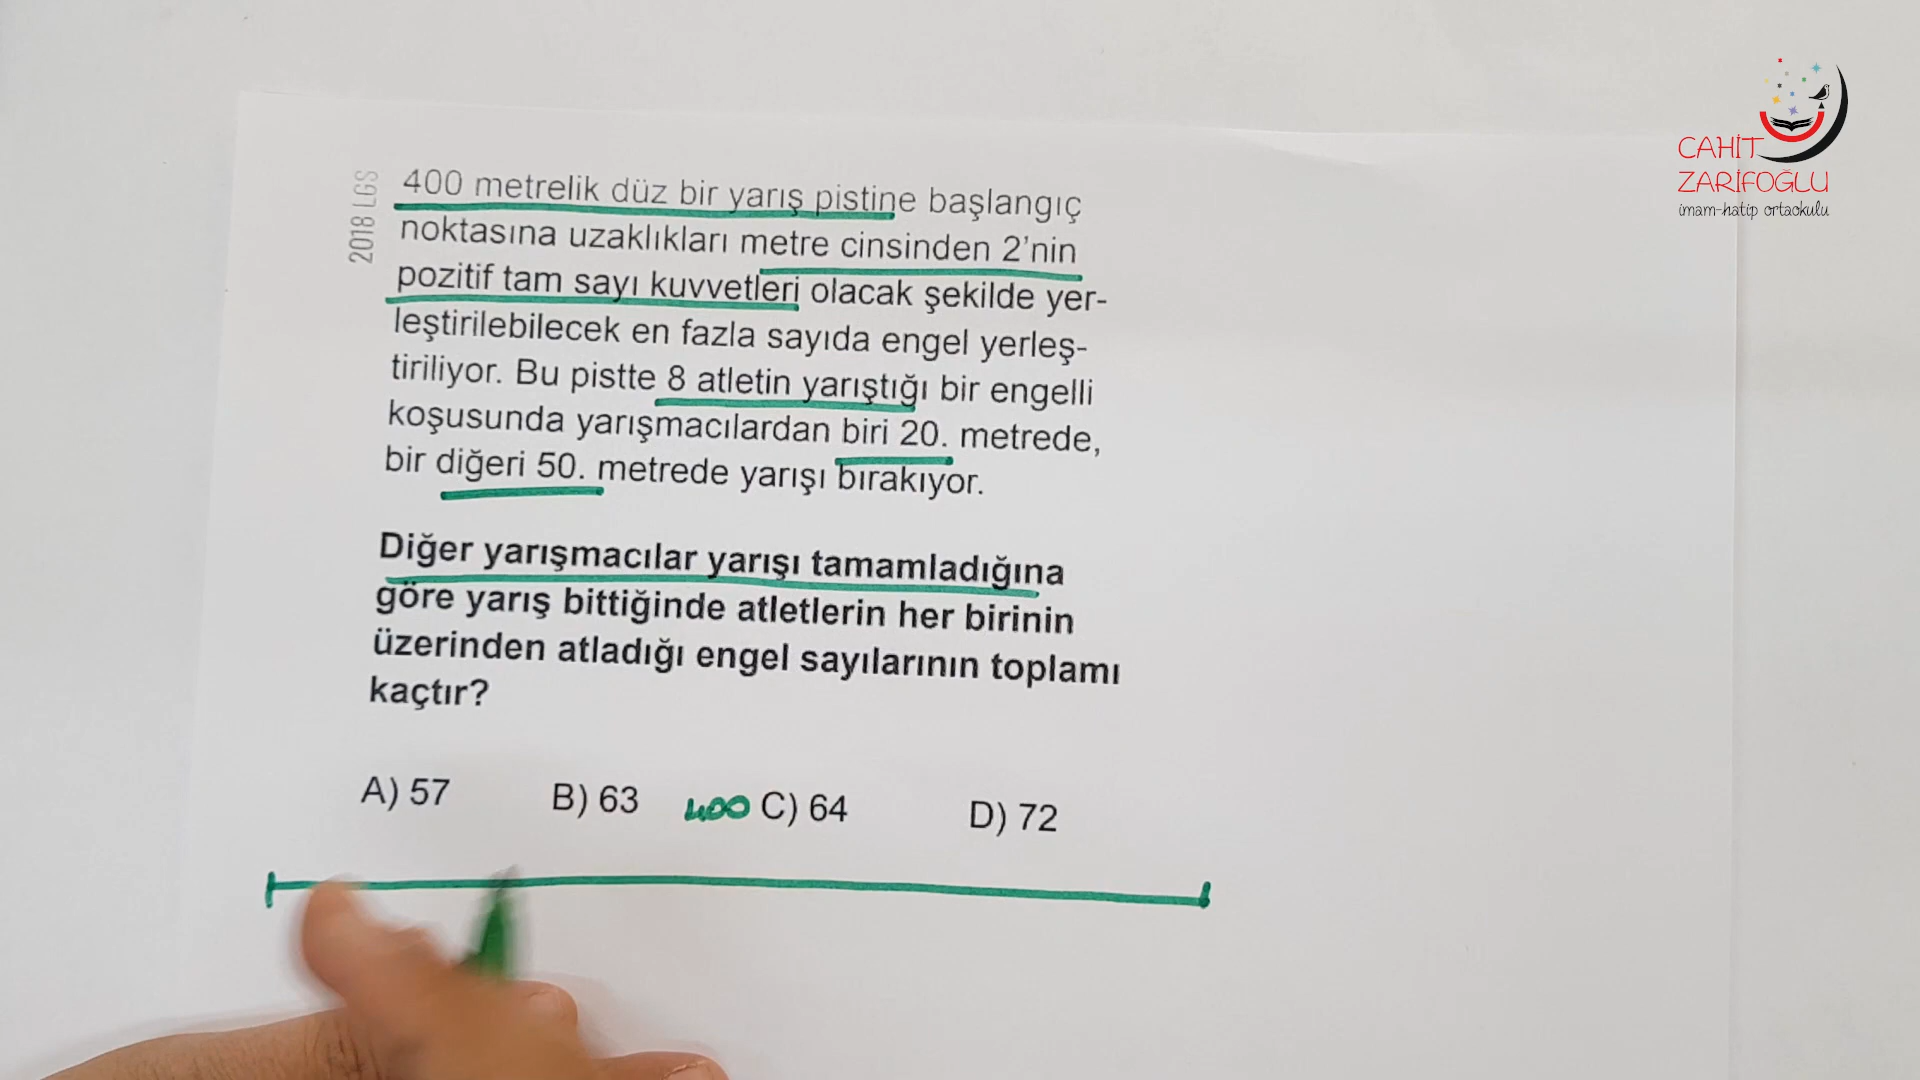 CAHİT
ZARİFOĞLU
imam-hatip ortaokulu
2018 LGS
400 metrelik düz bir yarış pistine başlangıç
noktasına uzaklıkları metre cinsinden 2'nin
pozitif tam sayı kuvvetleri olacak şekilde yer-
leştirilebilecek en fazla sayıda engel yerleş-
tiriliyor. Bu pistte 8 atletin yarıştığı bir engelli
koşusunda yarışmacılardan biri 20. metrede,
bir diğeri 50. metrede yarışı bırakıyor.
Diğer yarışmacılar yarışı tamamladığına
göre yarış bittiğinde atletlerin her birinin
üzerinden atladığı engel sayılarının toplamı
kaçtır?
A) 57 B) 63 400 C) 64 D) 72